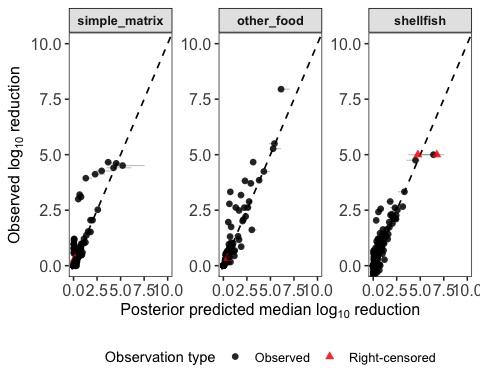 simple_matrix other_food shellfish
10.0 10.0 10.0
7.5 7.5 7.5
5.0 5.0 5.0
2.5 2.5 2.5
0.0 0.0 0.0
0.02.55.07.510.0 0.02.55.07.510.0 0.02.55.07.510.0
Observed log10 reduction
Posterior predicted median log10 reduction
Observation type Observed Right-censored